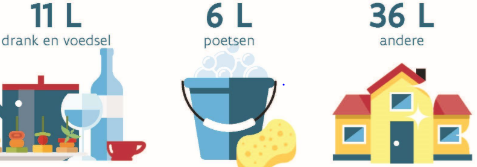 11 L
drank en voedsel
6 L
poetsen
36 L
andere